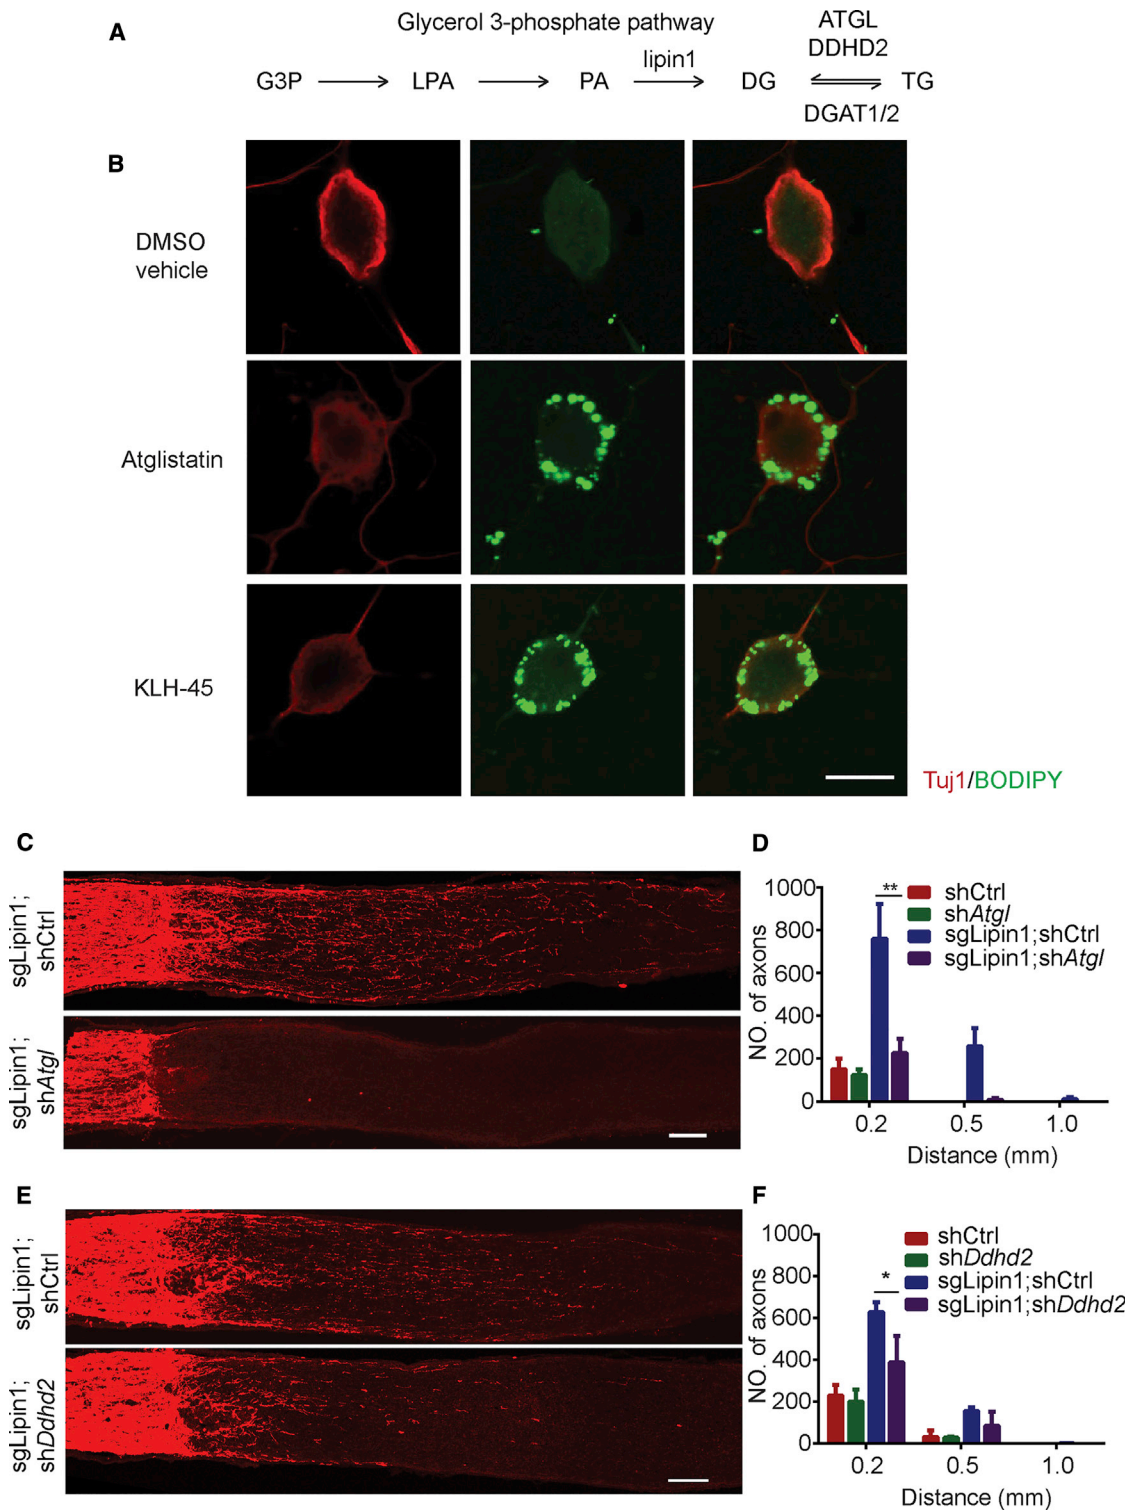 A
Glycerol 3-phosphate pathway
ATGL
DDHD2
lipin1
G3P LPA PA DG TG
DGAT1/2
B
DMSO
vehicle
Atglistatin
KLH-45
Tuj1/BODIPY
C
sgLipin1;
shCtrl
sgLipin1;
shAtgl
D
NO. of axons
1000
800
600
400
200
0
**
shCtrl
shAtgl
sgLipin1;shCtrl
sgLipin1;shAtgl
0.2 0.5 1.0
Distance (mm)
E
sgLipin1;
shCtrl
sgLipin1;
shDdhd2
F
NO. of axons
1000
800
600
400
200
0
*
shCtrl
shDdhd2
sgLipin1;shCtrl
sgLipin1;shDdhd2
0.2 0.5 1.0
Distance (mm)